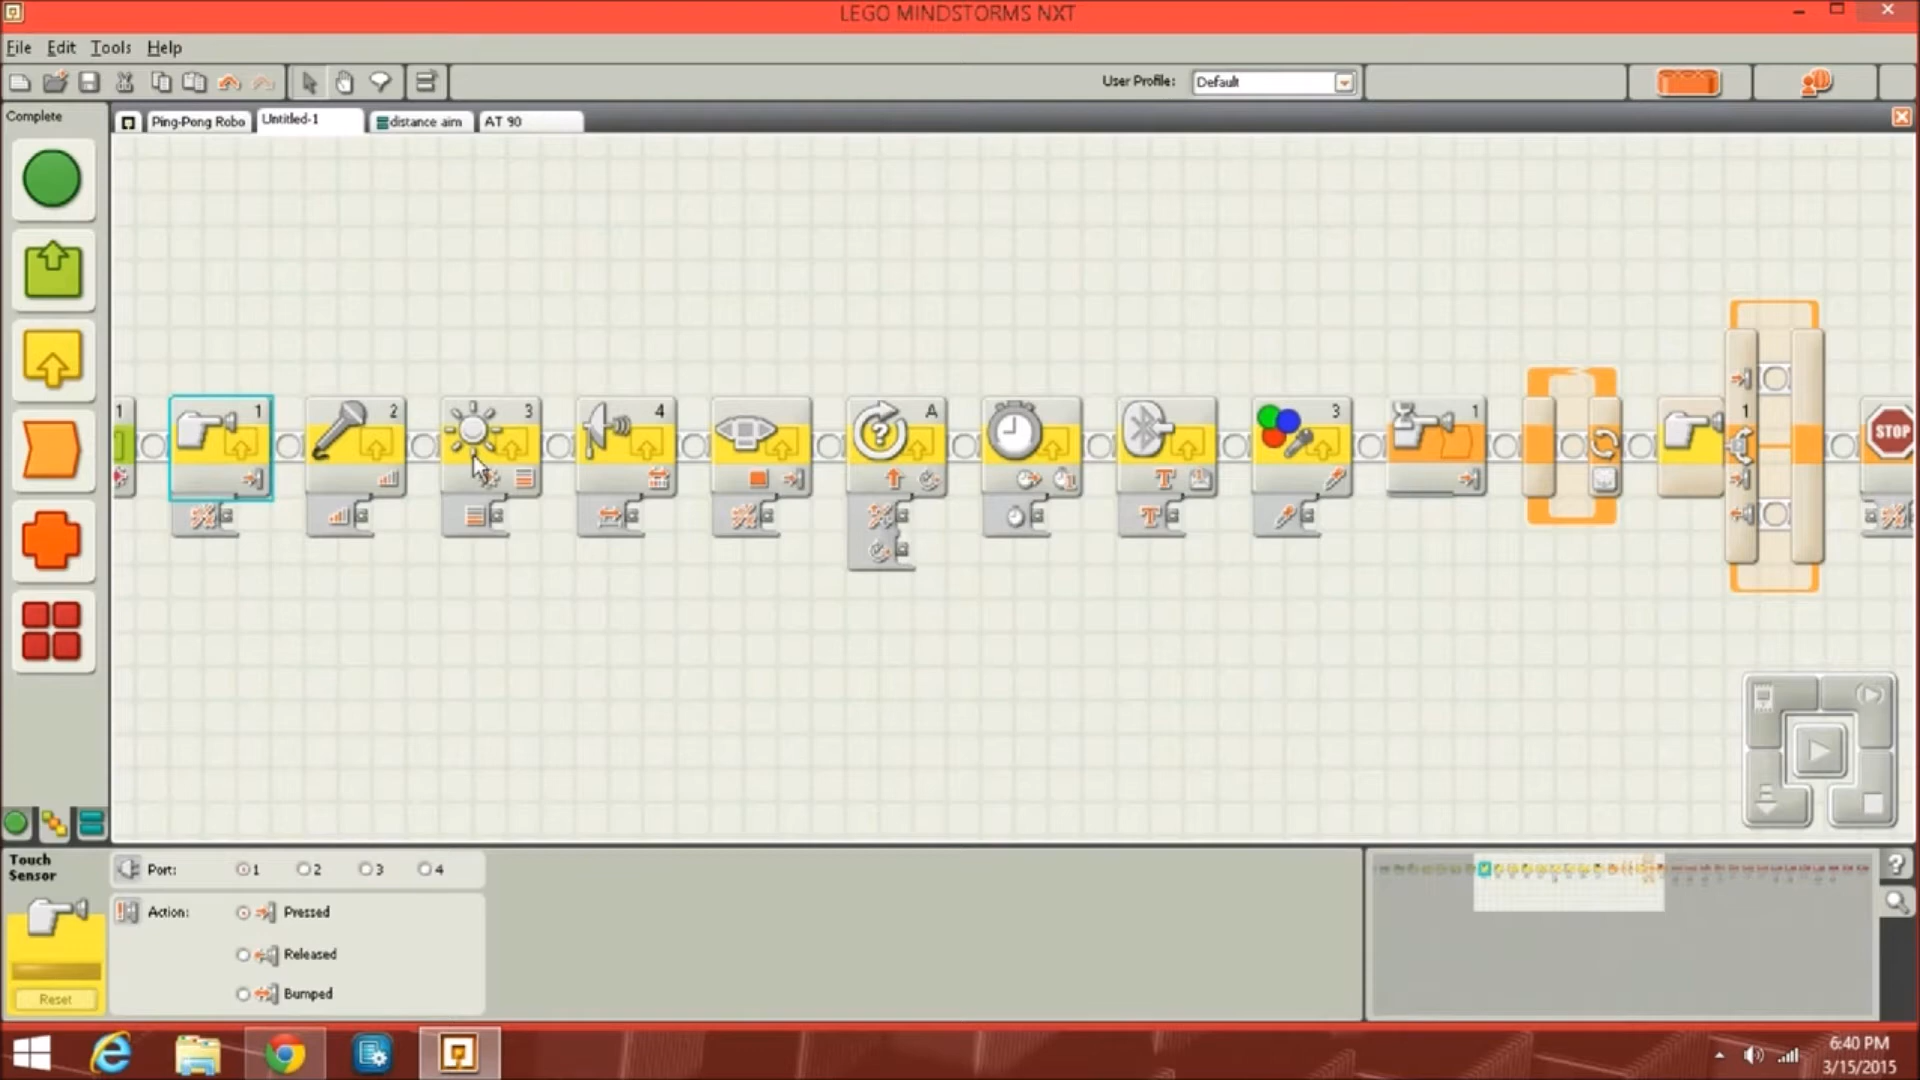 LEGO MINDSTORMS NXT
File Edit Tools Help
User Profile: Default
Complete
Ping-Pong Robo Untitled-1 distance aim AT 90
1 1 2 3 4 A 3 1 1
STOP
T
T
Touch Sensor
Port: 1 2 3 4
Action: Pressed
Released
Bumped
Reset
?
6:40 PM
3/15/2015